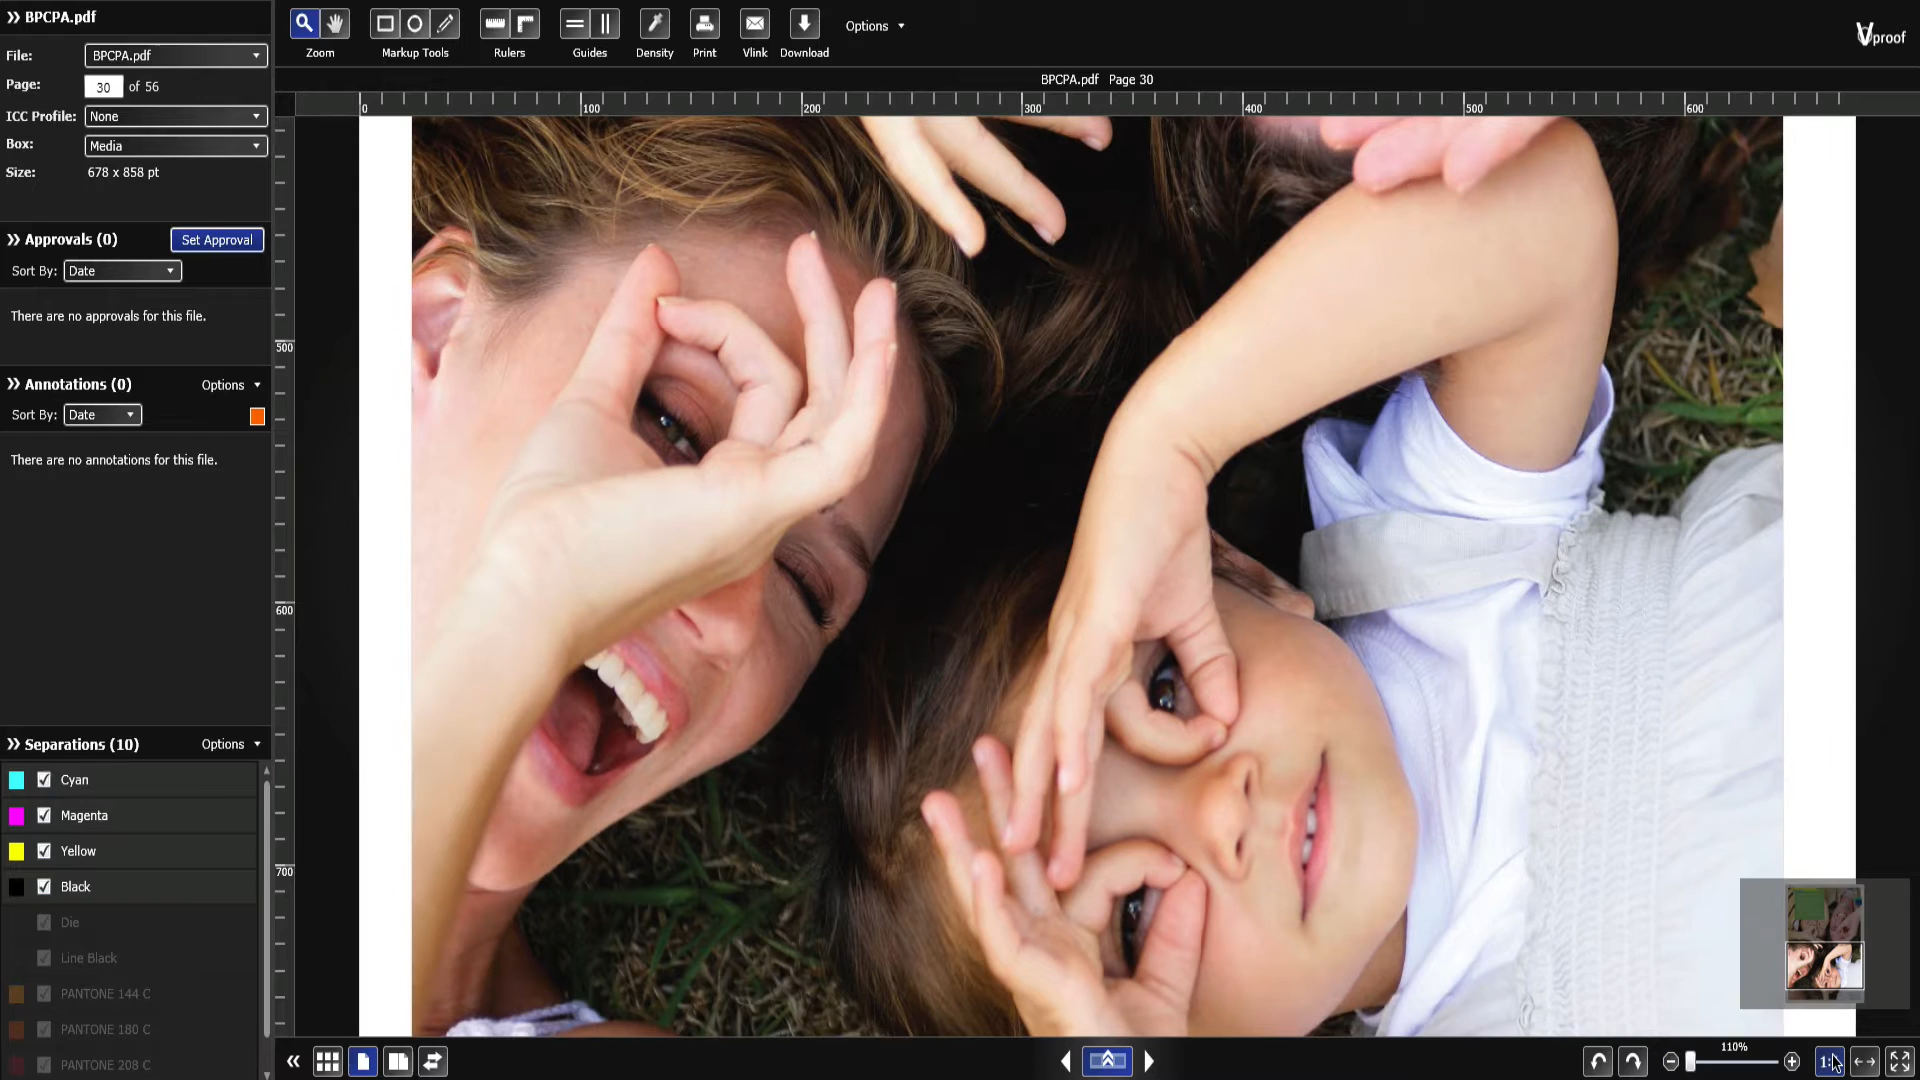 BPCPA.pdf
File: BPCPA.pdf
Page: 30 of 56
ICC Profile: None
Box: Media
Size: 678 x 858 pt
Approvals (0) Set Approval
Sort By: Date
There are no approvals for this file.
Annotations (0) Options
Sort By: Date
There are no annotations for this file.
Separations (10) Options
Cyan
Magenta
Yellow
Black
Die
Line Black
PANTONE 144 C
PANTONE 180 C
PANTONE 208 C
Zoom Markup Tools Rulers Guides Density Print Vlink Download Options
Vproof
BPCPA.pdf Page 30
0 100 200 300 400 500 600
500
600
700
110%